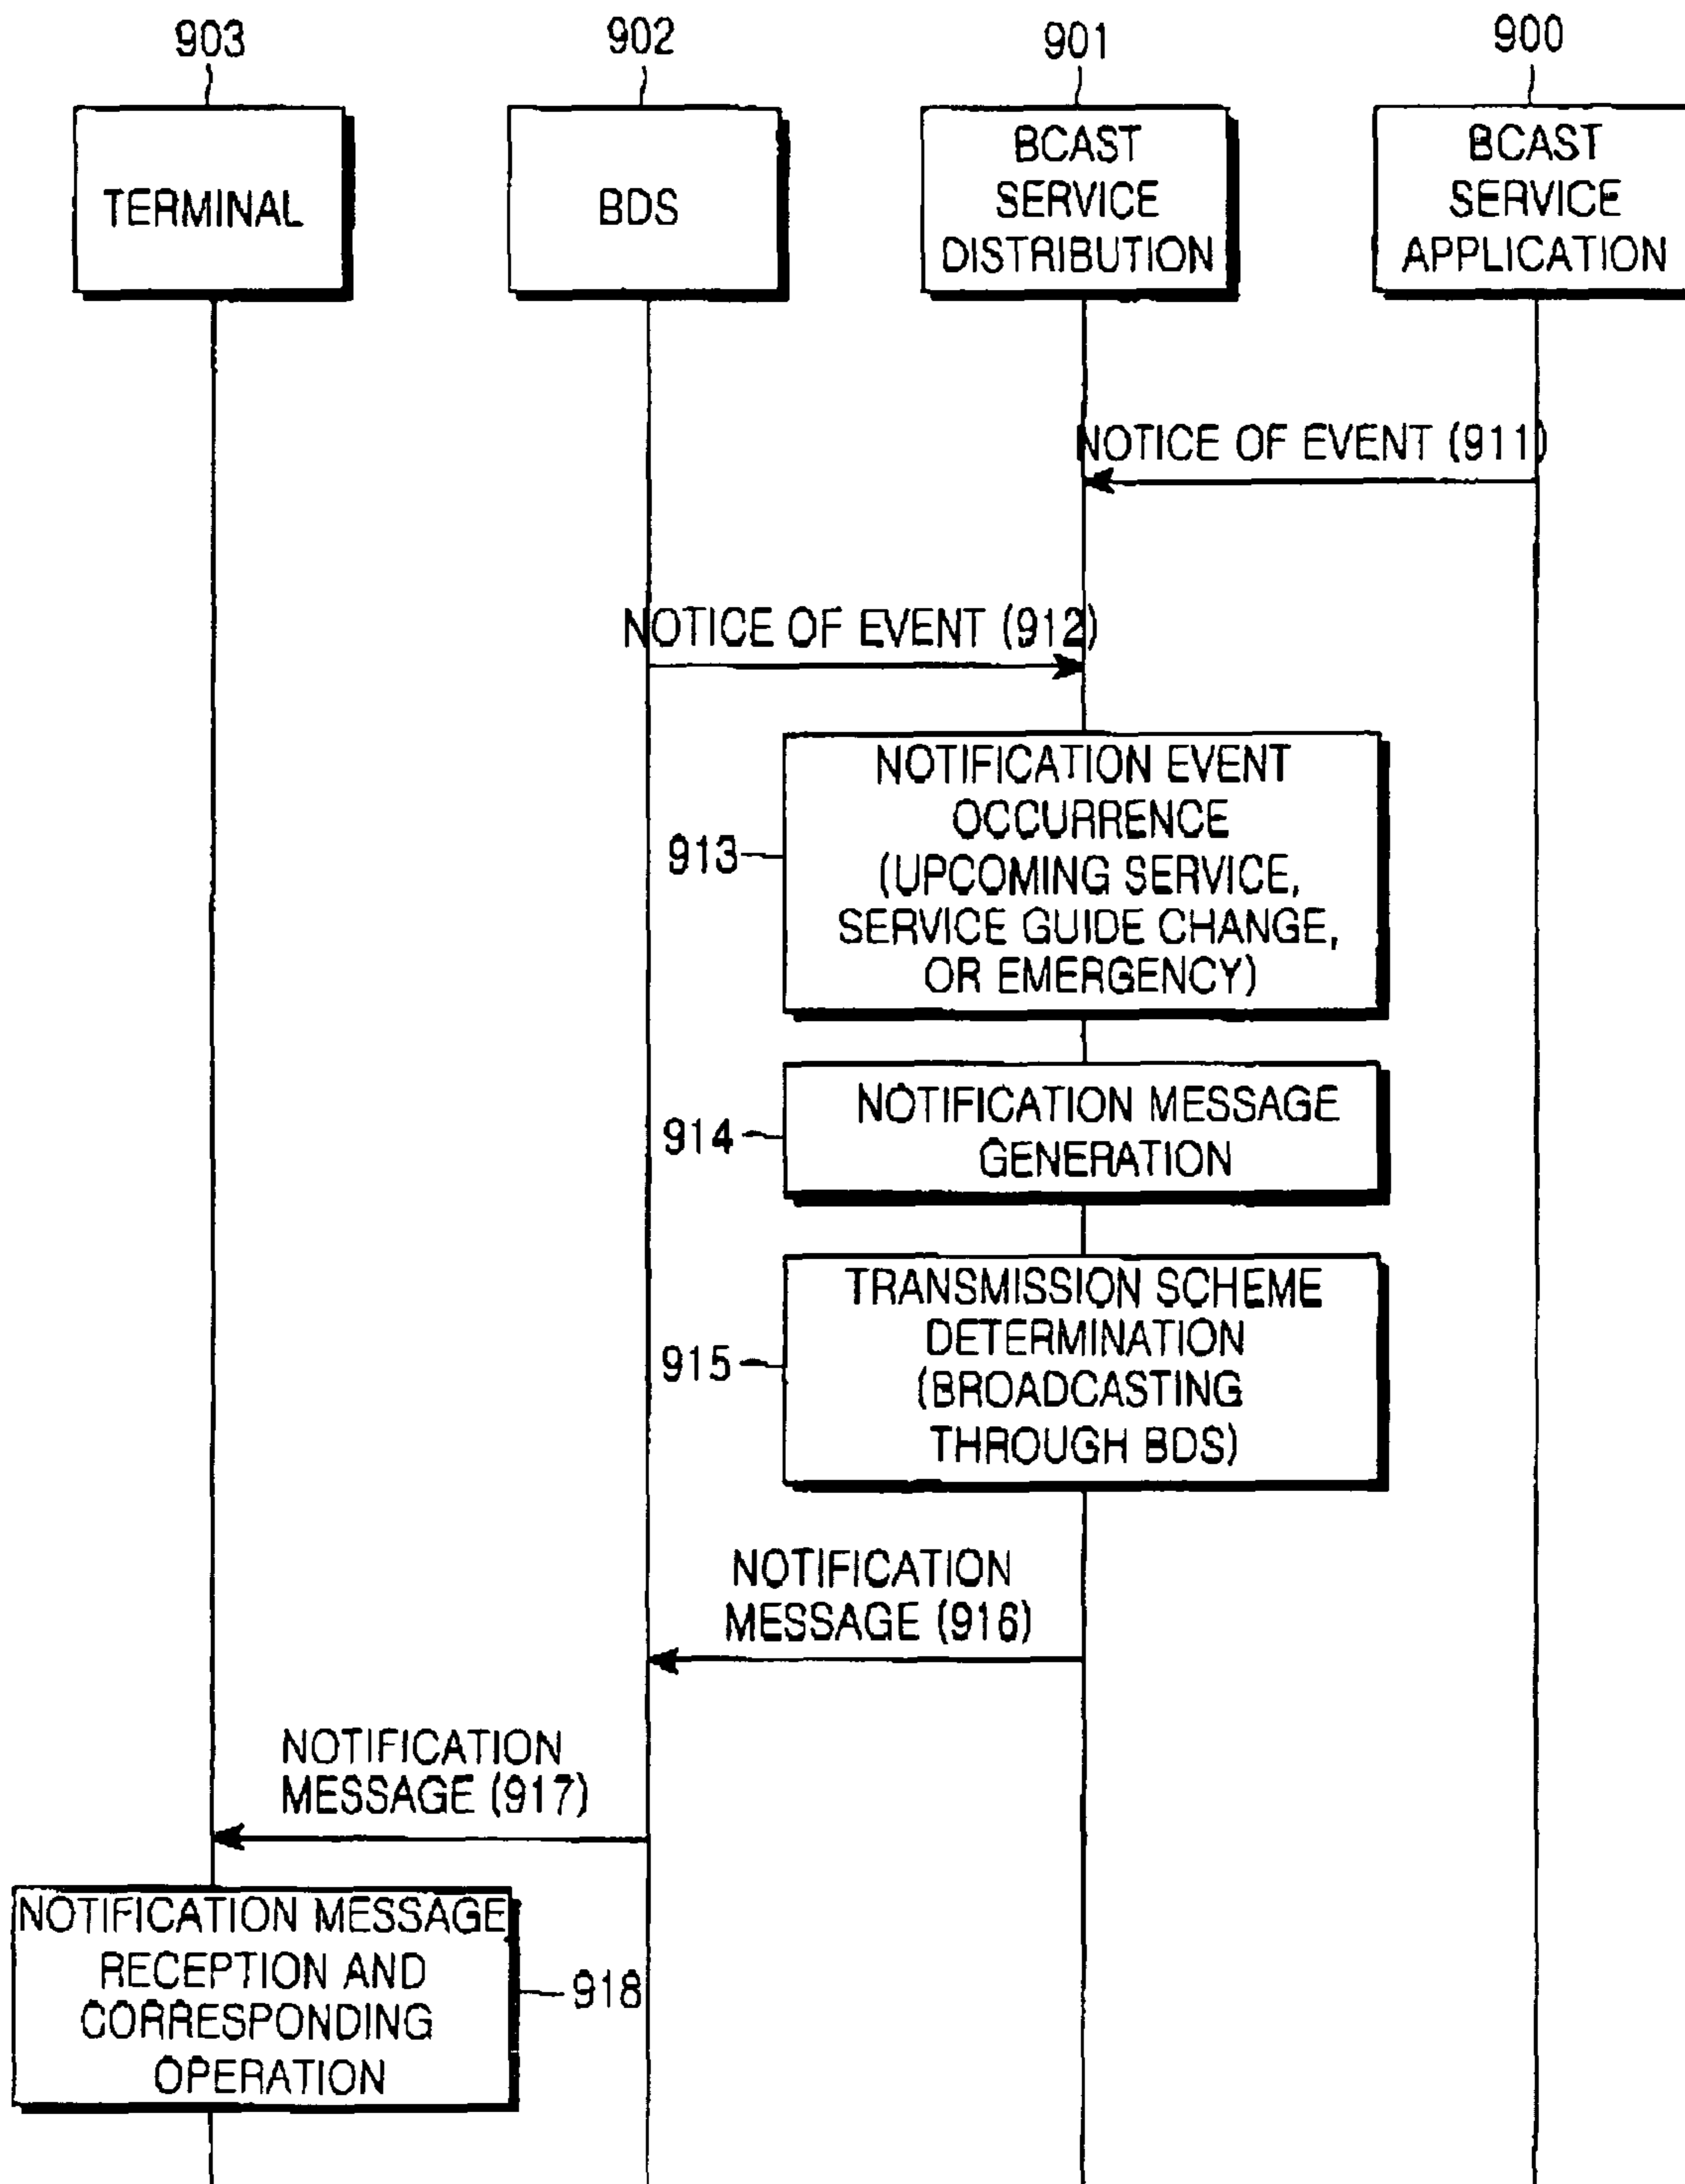 903
902
901
900
TERMINAL
BDS
BCAST
SERVICE
DISTRIBUTION
BCAST
SERVICE
APPLICATION
NOTICE OF EVENT (911)
NOTICE OF EVENT (912)
NOTIFICATION EVENT
OCCURRENCE
(UPCOMING SERVICE,
SERVICE GUIDE CHANGE,
OR EMERGENCY)
913
NOTIFICATION MESSAGE
GENERATION
914
TRANSMISSION SCHEME
DETERMINATION
(BROADCASTING
THROUGH BDS)
915
NOTIFICATION
MESSAGE (916)
NOTIFICATION
MESSAGE (917)
NOTIFICATION MESSAGE
RECEPTION AND
CORRESPONDING
OPERATION
918